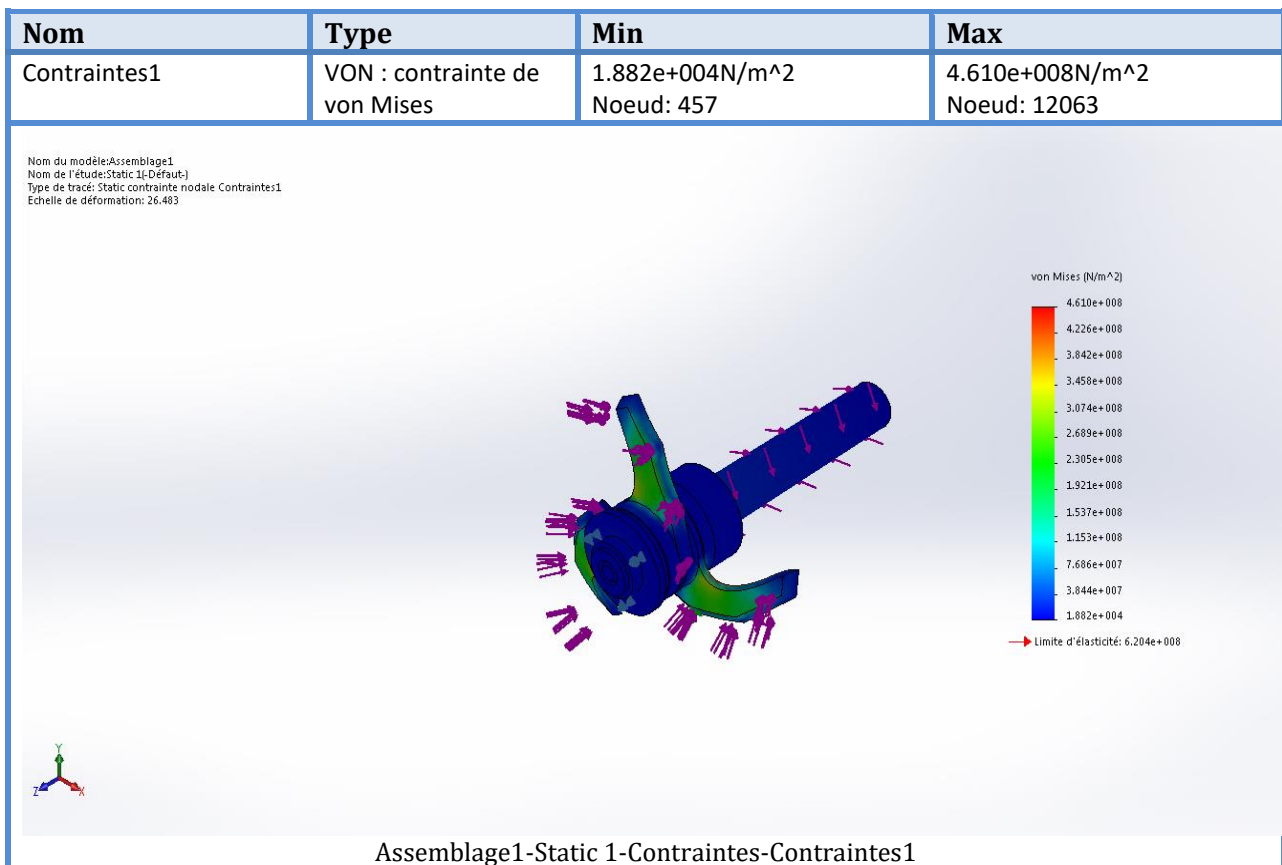 Nom Type Min Max
Contraintes1 VON : contrainte de 1.882e+004N/m^2 4.610e+008N/m^2
von Mises Noeud: 457 Noeud: 12063
Nom du modèle:Assemblage1
Nom de l'étude:Static 1(-Défaut-)
Type de tracé: Static contrainte nodale Contraintes1
Echelle de déformation: 26.483
von Mises (N/m^2)
4.610e+008
4.226e+008
3.842e+008
3.458e+008
3.074e+008
2.689e+008
2.305e+008
1.921e+008
1.537e+008
1.153e+008
7.686e+007
3.844e+007
1.882e+004
Limite d'élasticité: 6.204e+008
Y
Z X
Assemblage1-Static 1-Contraintes-Contraintes1